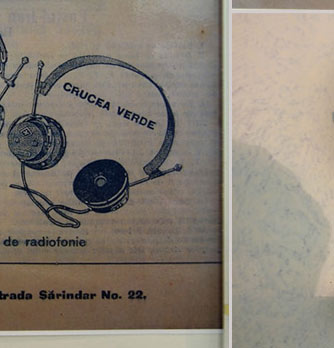 CRUCEA VERDE
de radiofonie
trada Sărindar No. 22,